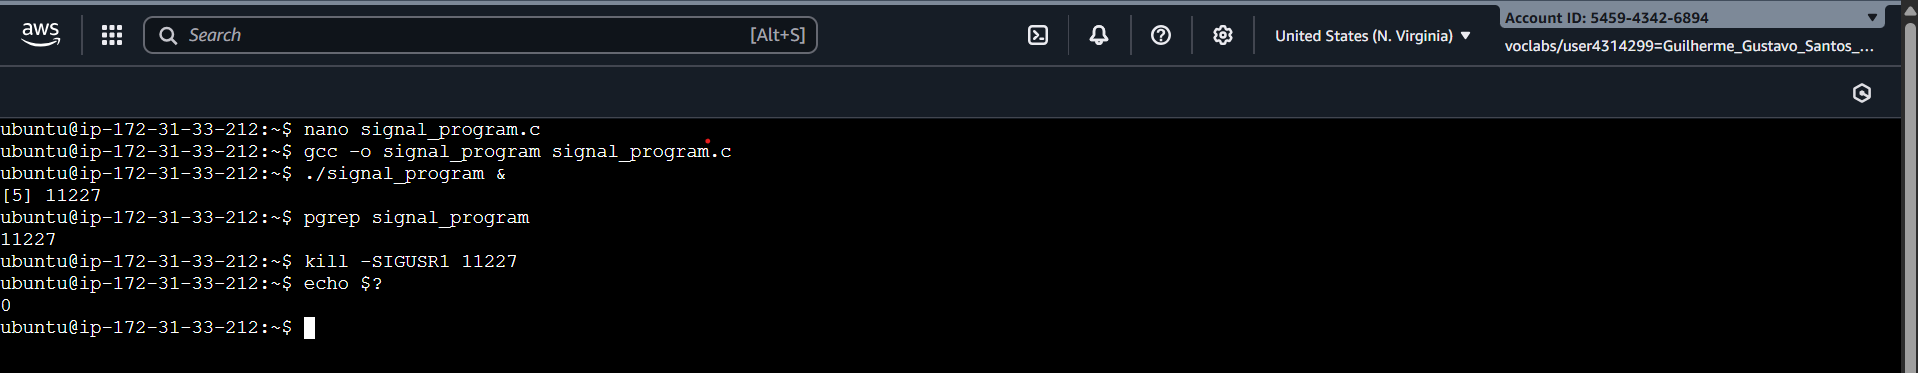 aws
Search [Alt+S]
United States (N. Virginia)
Account ID: 5459-4342-6894
voclabs/user4314299=Guilherme_Gustavo_Santos_...
ubuntu@ip-172-31-33-212:~$ nano signal_program.c
ubuntu@ip-172-31-33-212:~$ gcc -o signal_program signal_program.c
ubuntu@ip-172-31-33-212:~$ ./signal_program &
[5] 11227
ubuntu@ip-172-31-33-212:~$ pgrep signal_program
11227
ubuntu@ip-172-31-33-212:~$ kill -SIGUSR1 11227
ubuntu@ip-172-31-33-212:~$ echo $?
0
ubuntu@ip-172-31-33-212:~$